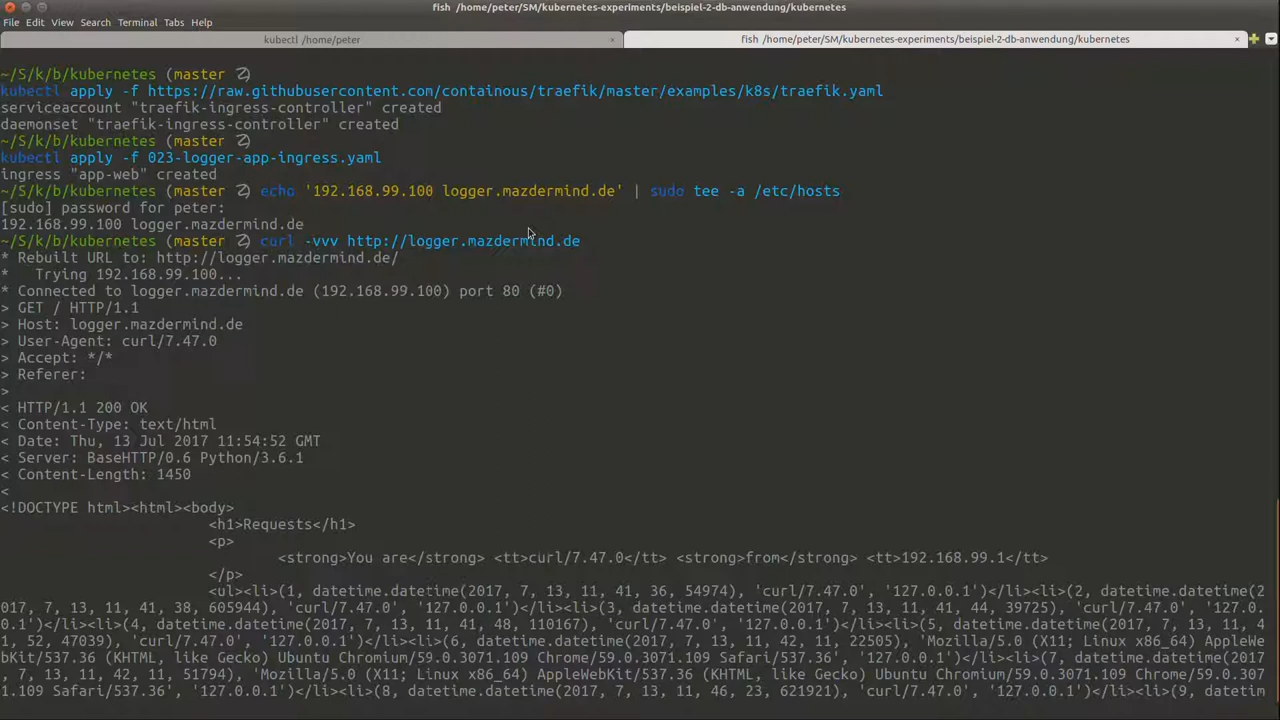 fish /home/peter/SM/kubernetes-experiments/beispiel-2-db-anwendung/kubernetes
File Edit View Search Terminal Tabs Help
kubectl /home/peter × fish /home/peter/SM/kubernetes-experiments/beispiel-2-db-anwendung/kubernetes ×
~/S/k/b/kubernetes (master ⚡)
kubectl apply -f https://raw.githubusercontent.com/containous/traefik/master/examples/k8s/traefik.yaml
serviceaccount "traefik-ingress-controller" created
daemonset "traefik-ingress-controller" created
~/S/k/b/kubernetes (master ⚡)
kubectl apply -f 023-logger-app-ingress.yaml
ingress "app-web" created
~/S/k/b/kubernetes (master ⚡) echo '192.168.99.100 logger.mazdermind.de' | sudo tee -a /etc/hosts
[sudo] password for peter:
192.168.99.100 logger.mazdermind.de
~/S/k/b/kubernetes (master ⚡) curl -vvv http://logger.mazdermind.de
* Rebuilt URL to: http://logger.mazdermind.de/
*   Trying 192.168.99.100...
* Connected to logger.mazdermind.de (192.168.99.100) port 80 (#0)
> GET / HTTP/1.1
> Host: logger.mazdermind.de
> User-Agent: curl/7.47.0
> Accept: */*
> Referer:
>
< HTTP/1.1 200 OK
< Content-Type: text/html
< Date: Thu, 13 Jul 2017 11:54:52 GMT
< Server: BaseHTTP/0.6 Python/3.6.1
< Content-Length: 1450
<
<!DOCTYPE html><html><body>
<h1>Requests</h1>
<p>
<strong>You are</strong> <tt>curl/7.47.0</tt> <strong>from</strong> <tt>192.168.99.1</tt>
</p>
<ul><li>(1, datetime.datetime(2017, 7, 13, 11, 41, 36, 54974), 'curl/7.47.0', '127.0.0.1')</li><li>(2, datetime.datetime(2
017, 7, 13, 11, 41, 38, 605944), 'curl/7.47.0', '127.0.0.1')</li><li>(3, datetime.datetime(2017, 7, 13, 11, 41, 44, 39725), 'curl/7.47.0', '127.0.
0.1')</li><li>(4, datetime.datetime(2017, 7, 13, 11, 41, 48, 110167), 'curl/7.47.0', '127.0.0.1')</li><li>(5, datetime.datetime(2017, 7, 13, 11, 4
1, 52, 47039), 'curl/7.47.0', '127.0.0.1')</li><li>(6, datetime.datetime(2017, 7, 13, 11, 42, 11, 22505), 'Mozilla/5.0 (X11; Linux x86_64) AppleWe
bKit/537.36 (KHTML, like Gecko) Ubuntu Chromium/59.0.3071.109 Chrome/59.0.3071.109 Safari/537.36', '127.0.0.1')</li><li>(7, datetime.datetime(2017
, 7, 13, 11, 42, 11, 51794), 'Mozilla/5.0 (X11; Linux x86_64) AppleWebKit/537.36 (KHTML, like Gecko) Ubuntu Chromium/59.0.3071.109 Chrome/59.0.307
1.109 Safari/537.36', '127.0.0.1')</li><li>(8, datetime.datetime(2017, 7, 13, 11, 46, 23, 621921), 'curl/7.47.0', '127.0.0.1')</li><li>(9, datetim